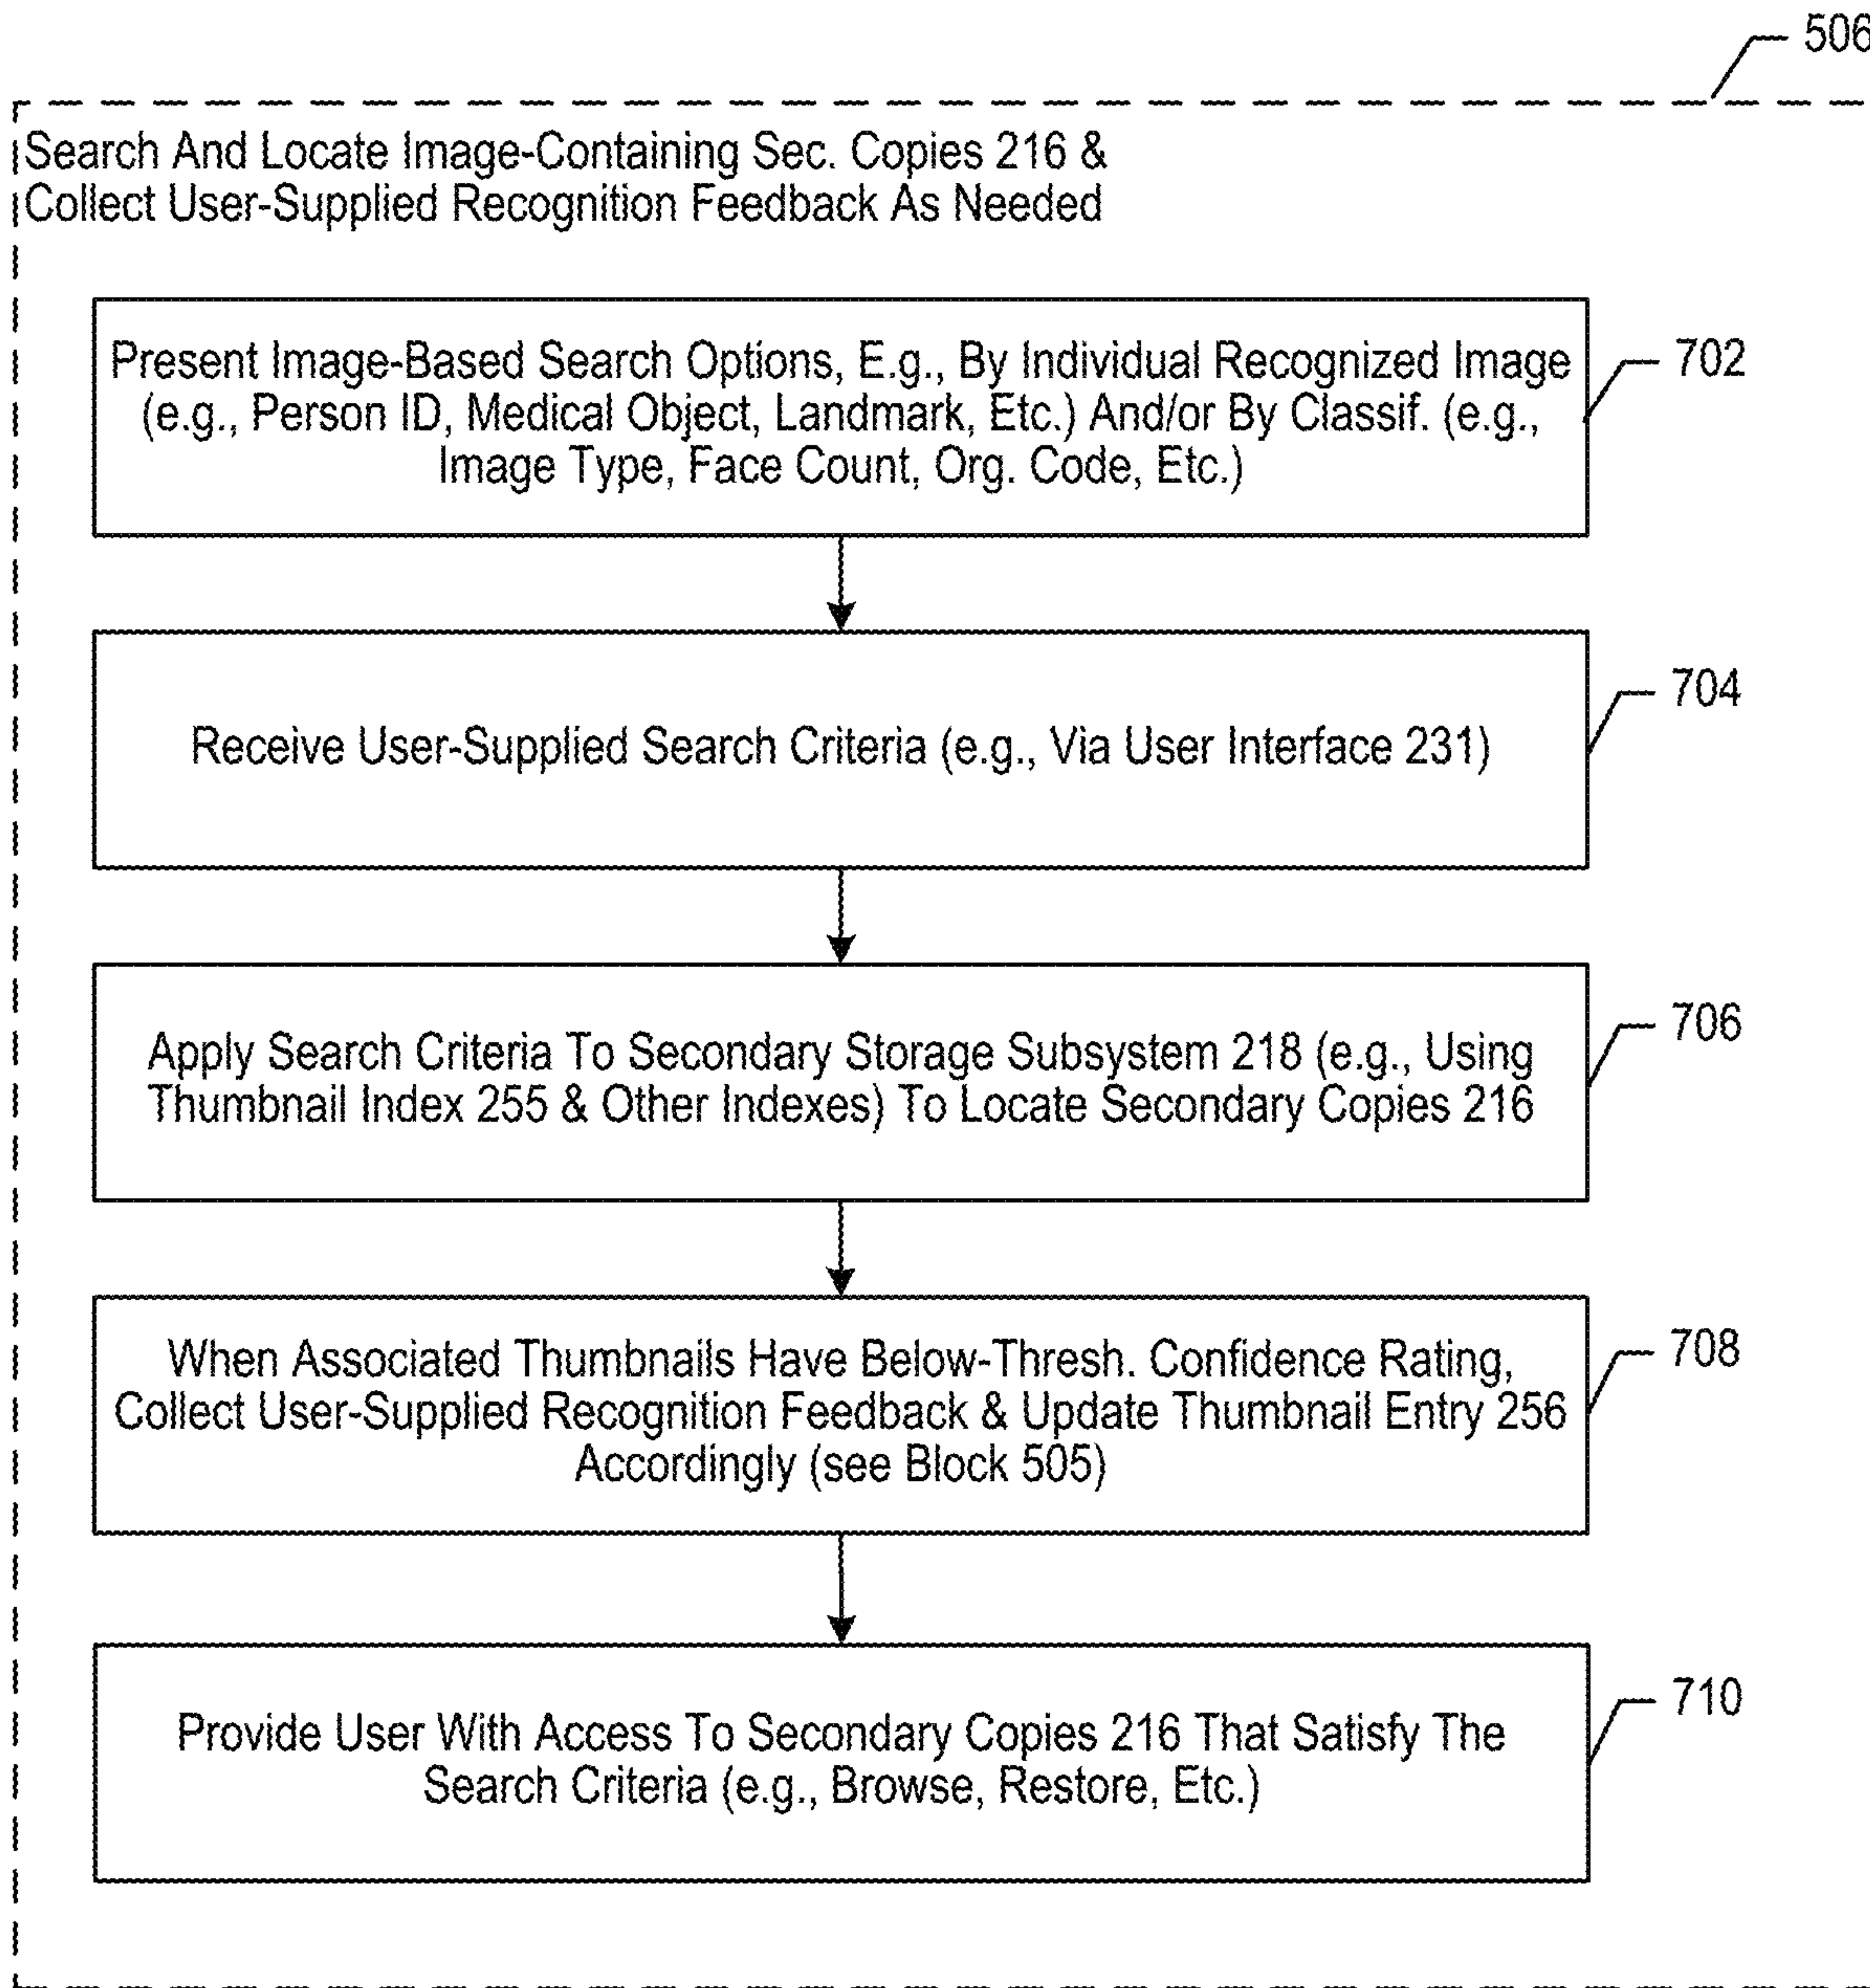 506
Search And Locate Image-Containing Sec. Copies 216 &
Collect User-Supplied Recognition Feedback As Needed
Present Image-Based Search Options, E.g., By Individual Recognized Image
(e.g., Person ID, Medical Object, Landmark, Etc.) And/or By Classif. (e.g.,
Image Type, Face Count, Org. Code, Etc.)
702
Receive User-Supplied Search Criteria (e.g., Via User Interface 231)
704
Apply Search Criteria To Secondary Storage Subsystem 218 (e.g., Using
Thumbnail Index 255 & Other Indexes) To Locate Secondary Copies 216
706
When Associated Thumbnails Have Below-Thresh. Confidence Rating,
Collect User-Supplied Recognition Feedback & Update Thumbnail Entry 256
Accordingly (see Block 505)
708
Provide User With Access To Secondary Copies 216 That Satisfy The
Search Criteria (e.g., Browse, Restore, Etc.)
710